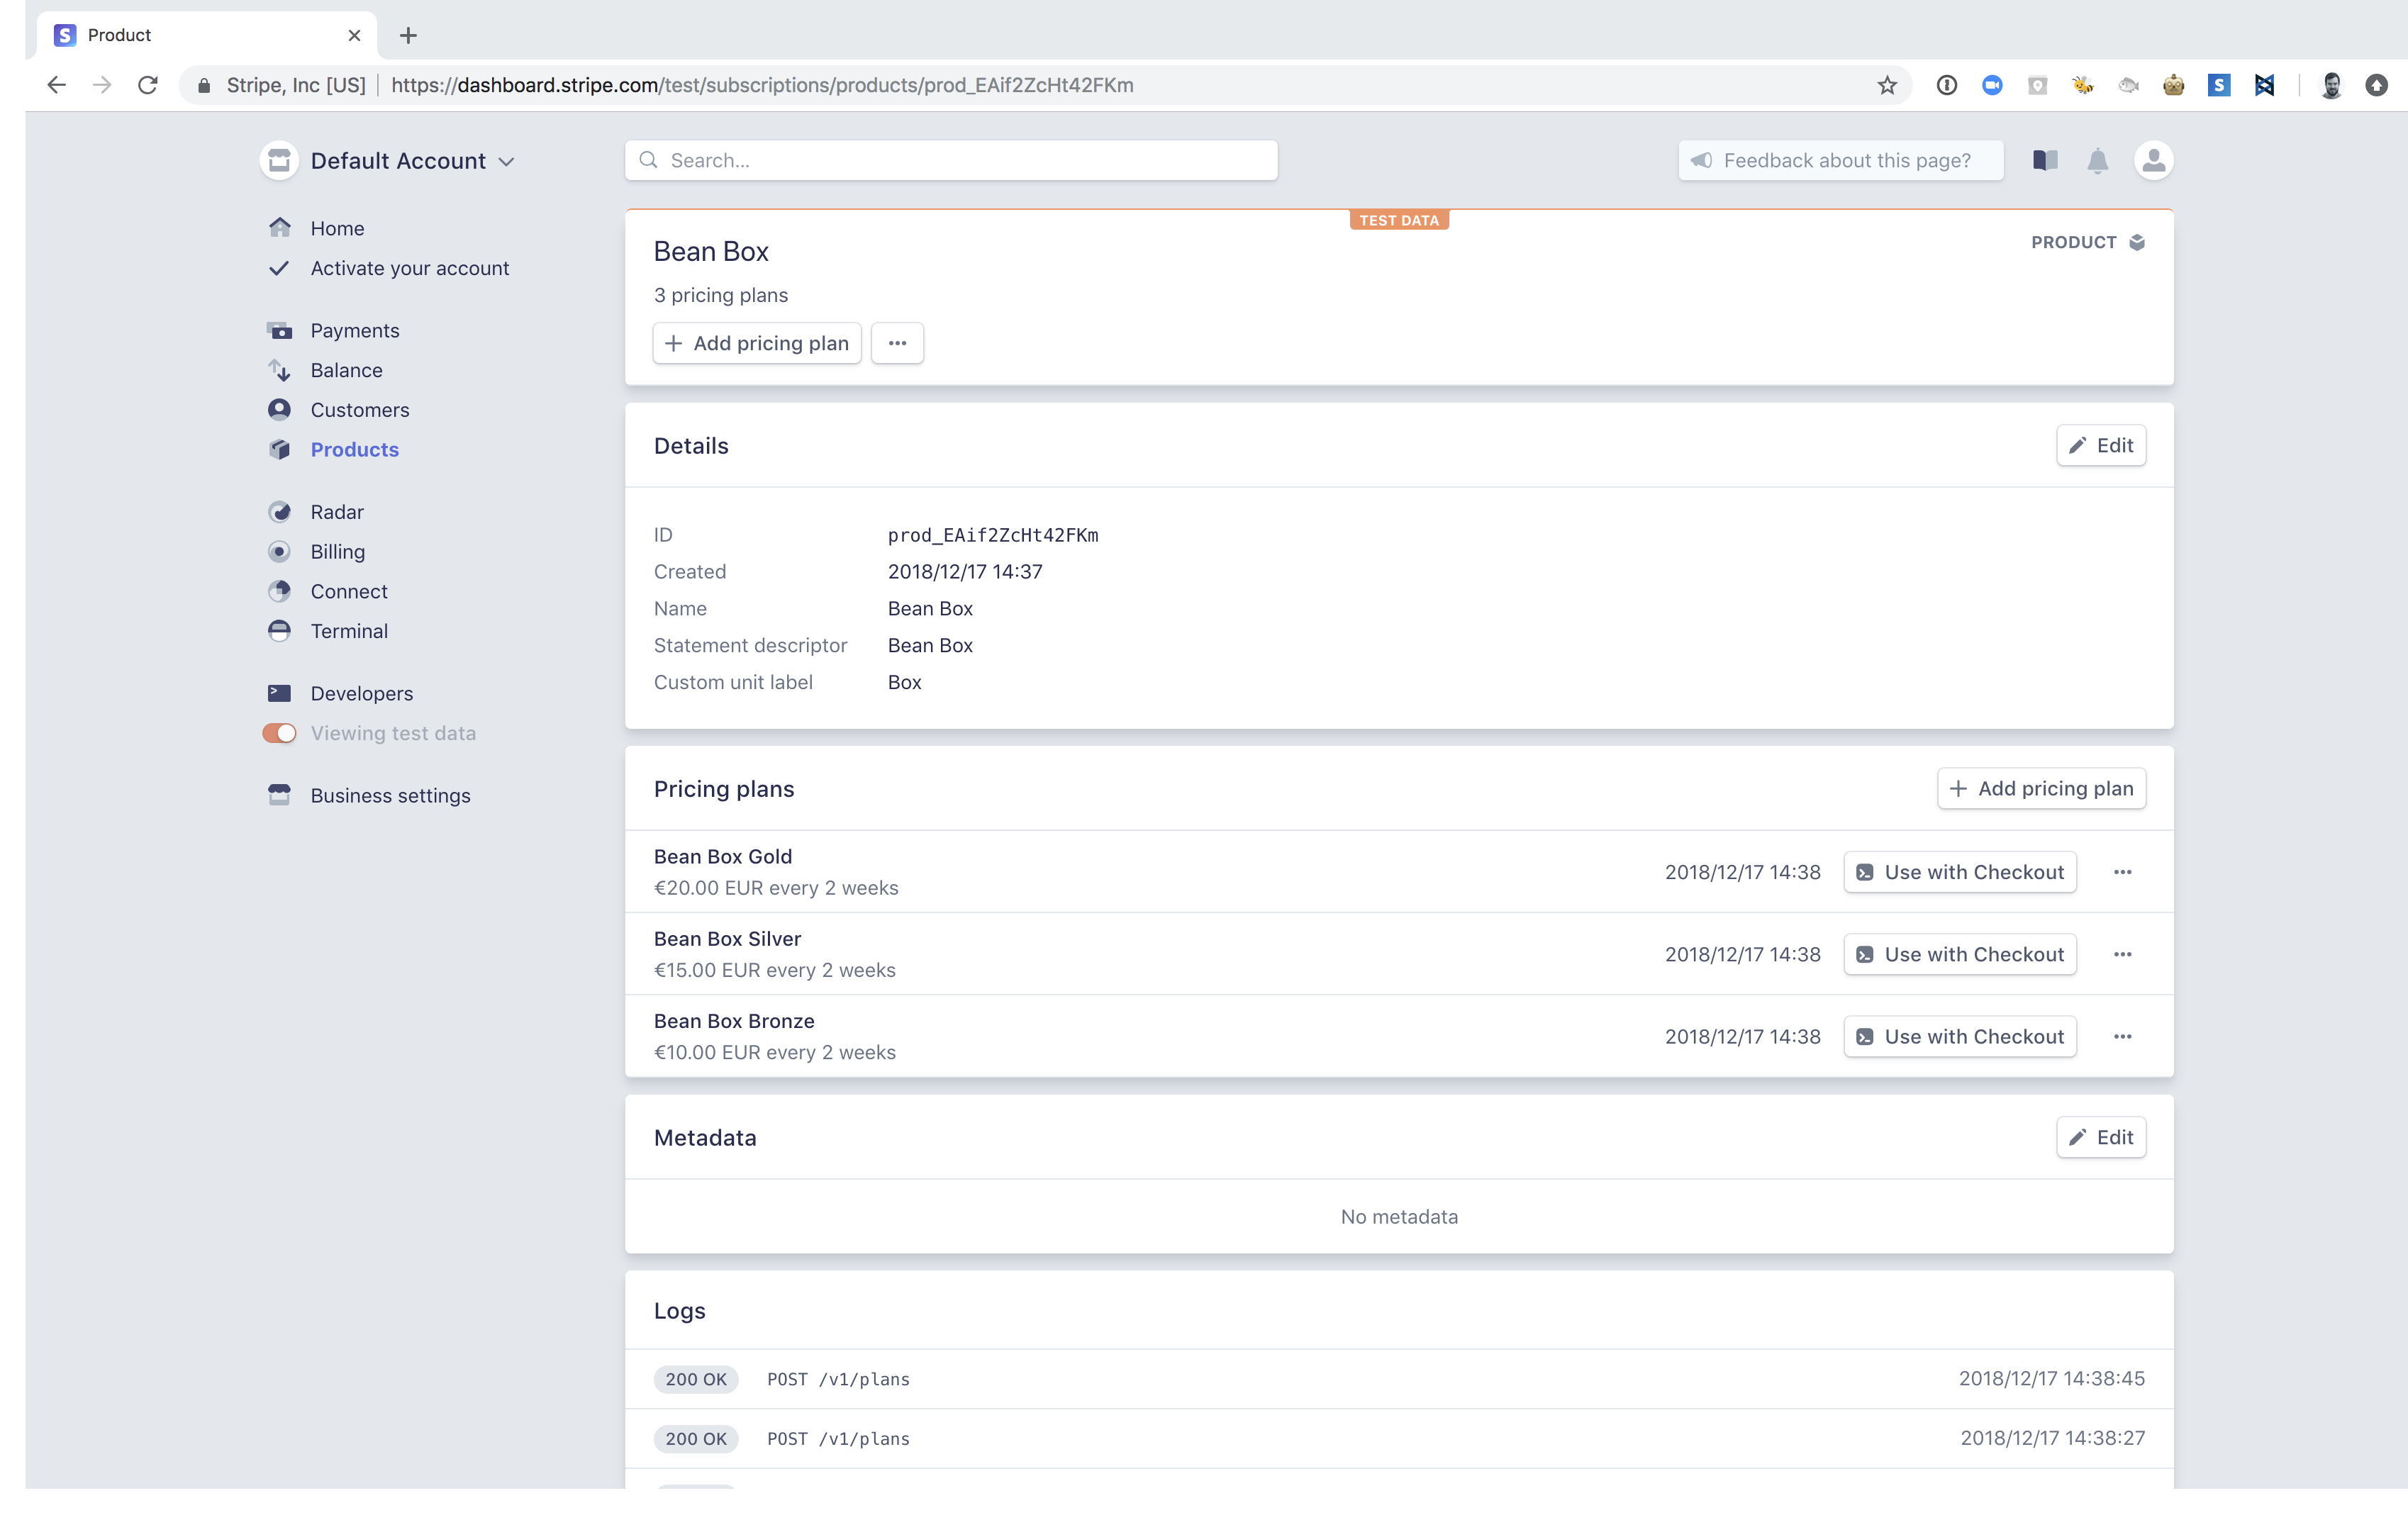 Product
Stripe, Inc [US] | https://dashboard.stripe.com/test/subscriptions/products/prod_EAif2ZcHt42FKm
Default Account
Search...
Feedback about this page?
Home
Activate your account
Payments
Balance
Customers
Products
Radar
Billing
Connect
Terminal
Developers
Viewing test data
Business settings
TEST DATA
Bean Box
PRODUCT
3 pricing plans
Add pricing plan
Details
Edit
ID prod_EAif2ZcHt42FKm
Created 2018/12/17 14:37
Name Bean Box
Statement descriptor Bean Box
Custom unit label Box
Pricing plans
Add pricing plan
Bean Box Gold
€20.00 EUR every 2 weeks
2018/12/17 14:38 Use with Checkout
Bean Box Silver
€15.00 EUR every 2 weeks
2018/12/17 14:38 Use with Checkout
Bean Box Bronze
€10.00 EUR every 2 weeks
2018/12/17 14:38 Use with Checkout
Metadata
Edit
No metadata
Logs
200 OK POST /v1/plans 2018/12/17 14:38:45
200 OK POST /v1/plans 2018/12/17 14:38:27